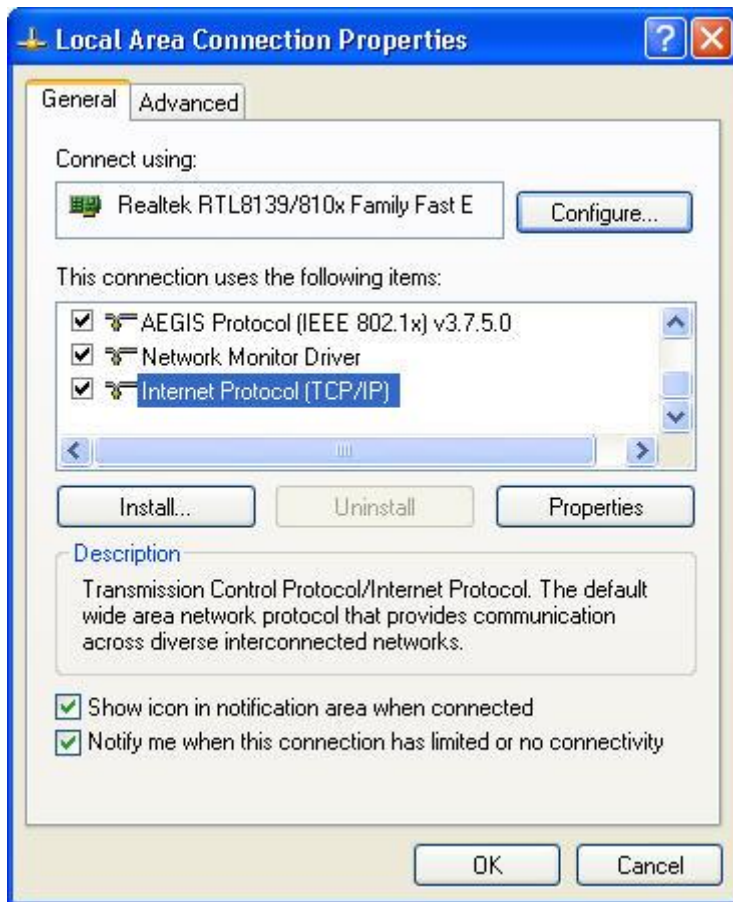 Local Area Connection Properties
General
Advanced
Connect using:
Realtek RTL8139/810x Family Fast E
Configure...
This connection uses the following items:
AEGIS Protocol (IEEE 802.1x) v3.7.5.0
Network Monitor Driver
Internet Protocol (TCP/IP)
Install...
Uninstall
Properties
Description
Transmission Control Protocol/Internet Protocol. The default
wide area network protocol that provides communication
across diverse interconnected networks.
Show icon in notification area when connected
Notify me when this connection has limited or no connectivity
OK
Cancel